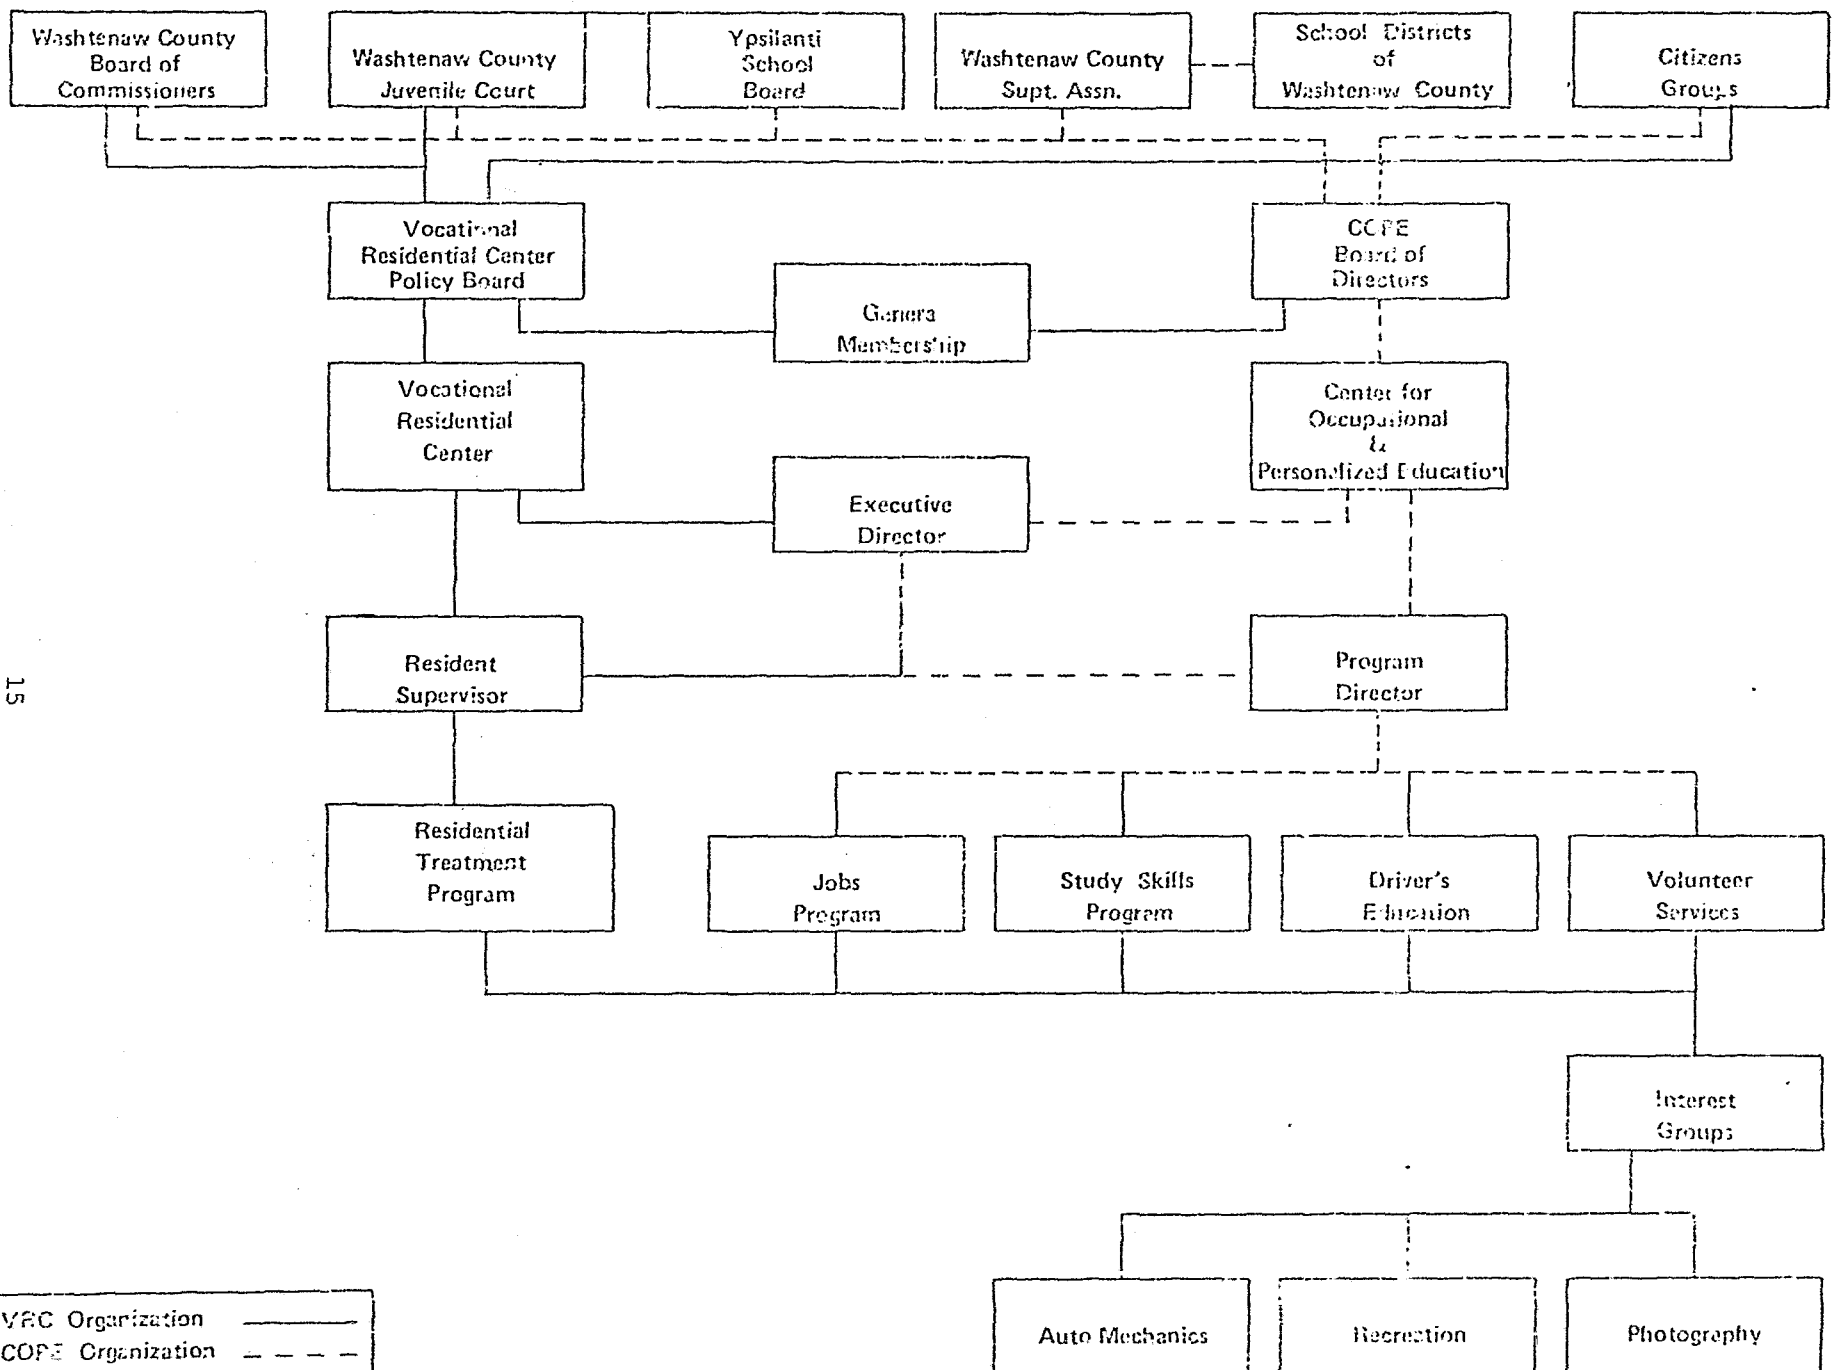 Washtenaw County
Board of
Commissioners
Washtenaw County
Juvenile Court
Ypsilanti
School
Board
Washtenaw County
Supt. Assn.
School Districts
of
Washtenaw County
Citizens
Groups
Vocational
Residential Center
Policy Board
COPE
Board of
Directors
Genera
Membership
Vocational
Residential
Center
Center for
Occupational
&
Personalized Education
Executive
Director
Resident
Supervisor
Program
Director
15
Residential
Treatment
Program
Jobs
Program
Study Skills
Program
Driver's
Education
Volunteer
Services
Interest
Groups
Auto Mechanics
Recreation
Photography
VRC Organization
COPE Organization